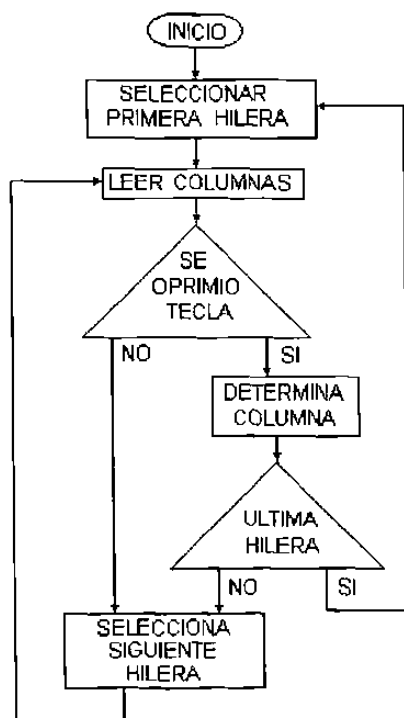 INICIO
SELECCIONAR
PRIMERA HILERA
LEER COLUMNAS
SE
OPRIMIO
TECLA
NO
SI
DETERMINA
COLUMNA
ULTIMA
HILERA
NO
SI
SELECCIONA
SIGUIENTE
HILERA